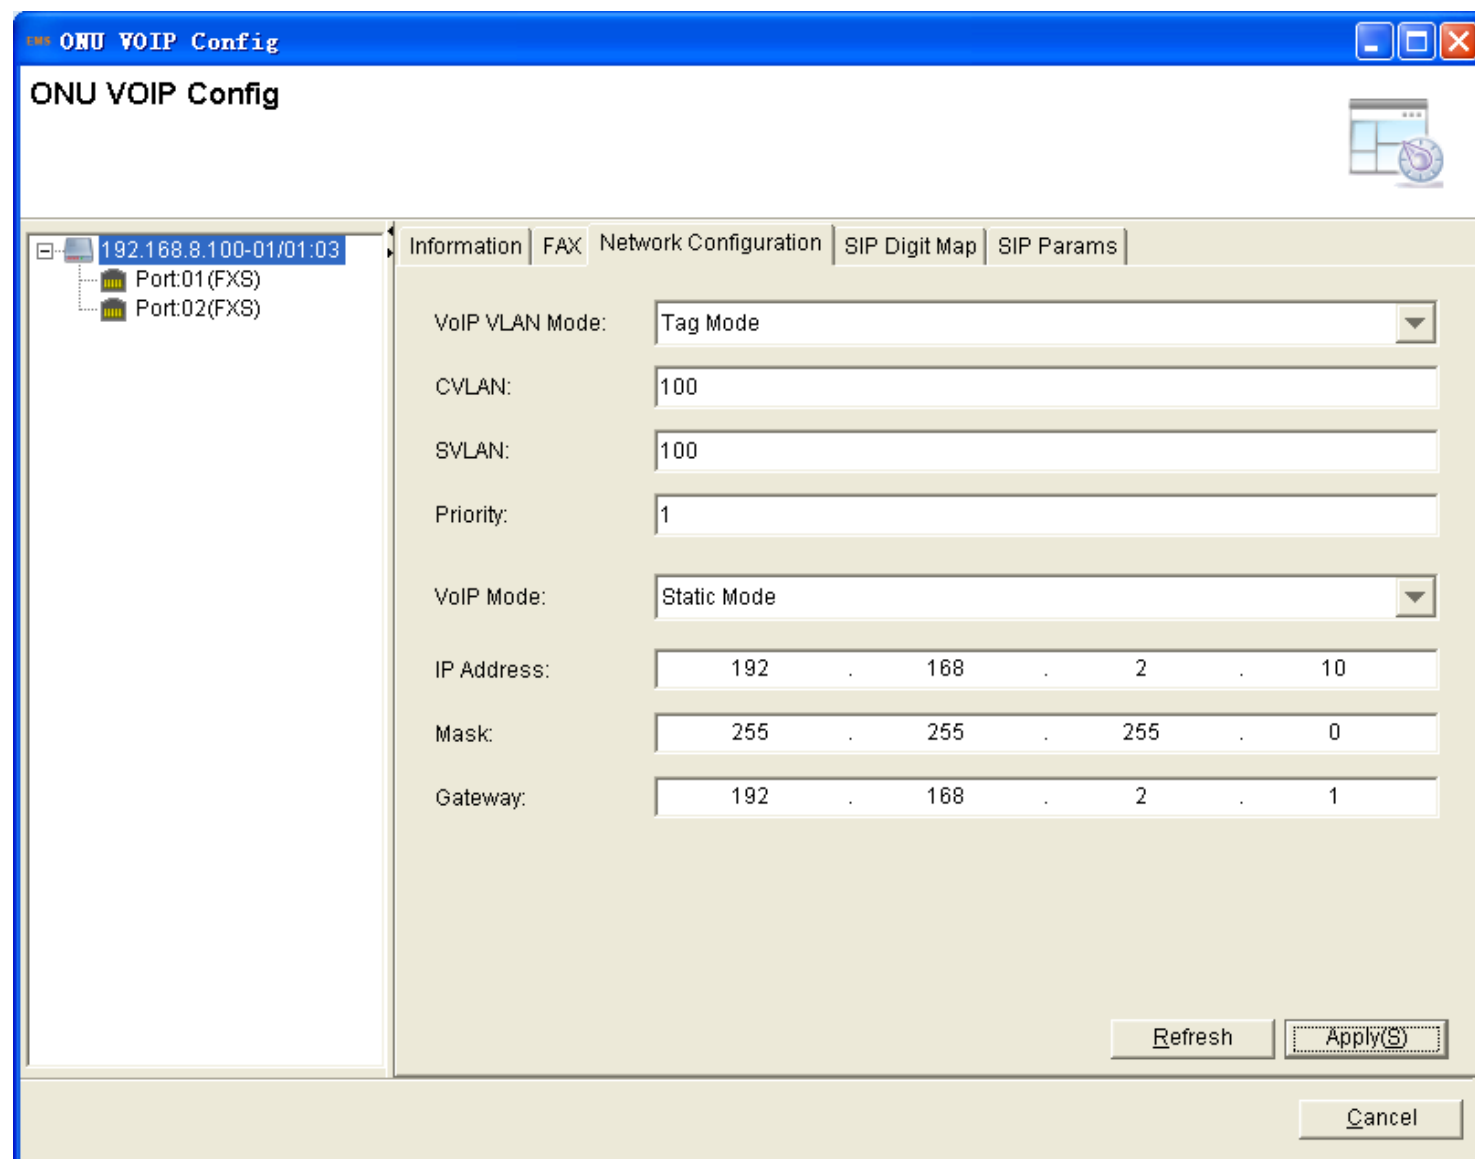 EMS ONU VOIP Config
ONU VOIP Config
192.168.8.100-01/01:03
Port:01(FXS)
Port:02(FXS)
Information FAX Network Configuration SIP Digit Map SIP Params
VoIP VLAN Mode: Tag Mode
CVLAN: 100
SVLAN: 100
Priority: 1
VoIP Mode: Static Mode
IP Address: 192 . 168 . 2 . 10
Mask: 255 . 255 . 255 . 0
Gateway: 192 . 168 . 2 . 1
Refresh Apply(S)
Cancel